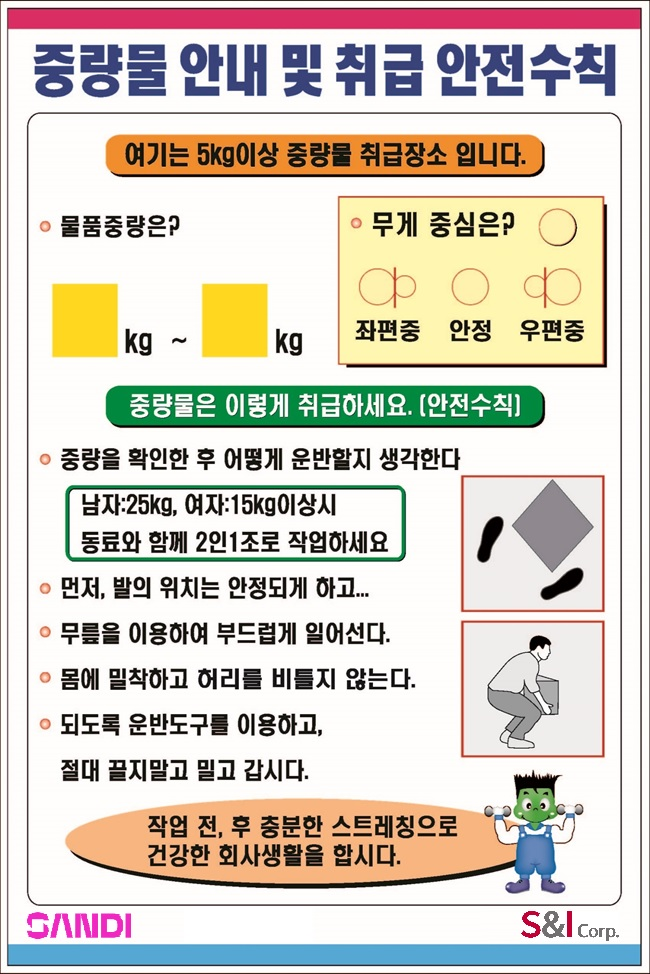 중량물 안내 및 취급 안전수칙
여기는 5kg이상 중량물 취급장소 입니다.
물품중량은?
kg ~ kg
무게 중심은?
좌편중 안정 우편중
중량물은 이렇게 취급하세요. (안전수칙)
중량을 확인한 후 어떻게 운반할지 생각한다
남자:25kg, 여자:15kg이상시
동료와 함께 2인1조로 작업하세요
먼저, 발의 위치는 안정되게 하고...
무릎을 이용하여 부드럽게 일어선다.
몸에 밀착하고 허리를 비틀지 않는다.
되도록 운반도구를 이용하고,
절대 끌지말고 밀고 갑시다.
작업 전, 후 충분한 스트레칭으로
건강한 회사생활을 합시다.
SANDI
S&I Corp.